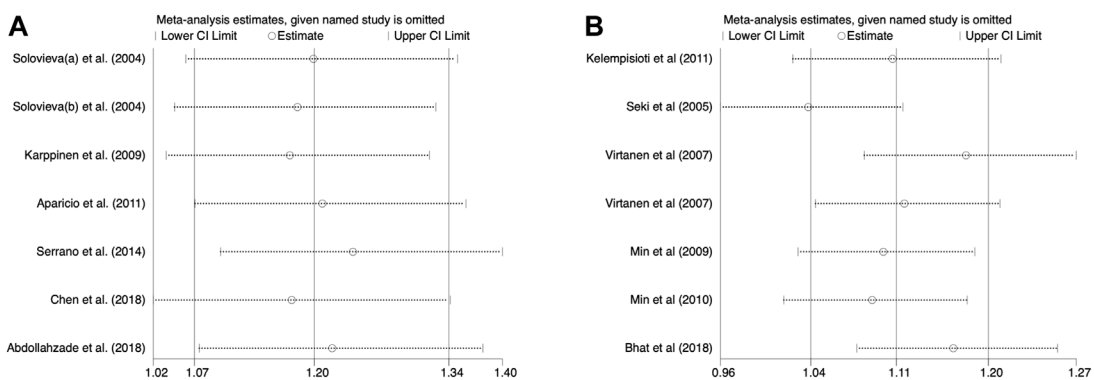 A
Meta-analysis estimates, given named study is omitted
Lower CI Limit Estimate Upper CI Limit
Solovieva(a) et al. (2004)
Solovieva(b) et al. (2004)
Karppinen et al. (2009)
Aparicio et al. (2011)
Serrano et al. (2014)
Chen et al. (2018)
Abdollahzade et al. (2018)
1.02 1.07 1.20 1.34 1.40
B
Meta-analysis estimates, given named study is omitted
Lower CI Limit Estimate Upper CI Limit
Kelempisioti et al (2011)
Seki et al (2005)
Virtanen et al (2007)
Virtanen et al (2007)
Min et al (2009)
Min et al (2010)
Bhat et al (2018)
0.96 1.04 1.11 1.20 1.27